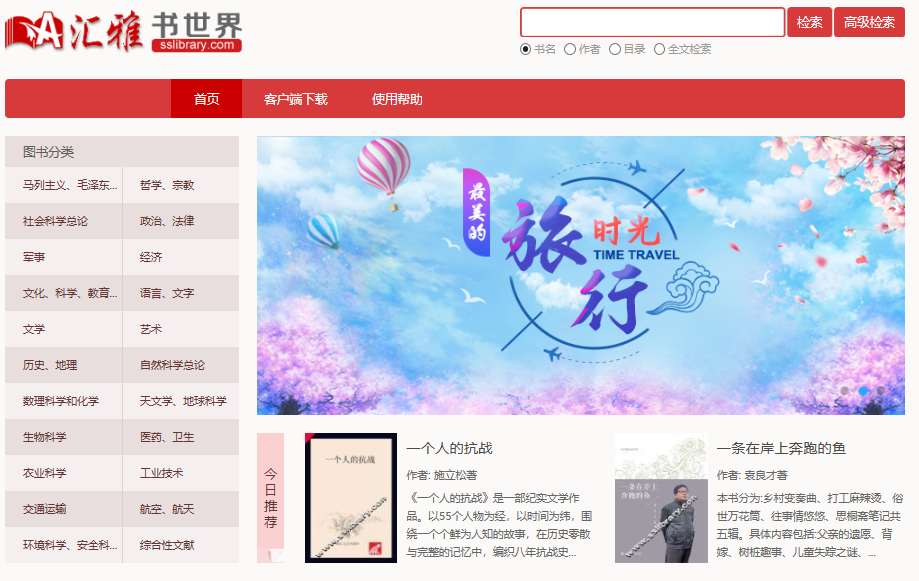 汇雅 书世界
sslibrary.com
检索 高级检索
书名 作者 目录 全文检索
首页 客户端下载 使用帮助
图书分类
马列主义、毛泽东... 哲学、宗教
社会科学总论 政治、法律
军事 经济
文化、科学、教育... 语言、文字
文学 艺术
历史、地理 自然科学总论
数理科学和化学 天文学、地球科学
生物科学 医药、卫生
农业科学 工业技术
交通运输 航空、航天
环境科学、安全科... 综合性文献
最美的
旅行
时光
TIME TRAVEL
今日推荐
一个人的抗战
www.sslibrary.com
一个人的抗战
作者: 施立松著
《一个人的抗战》是一部纪实文学作
品。以55个人物为经，以时间为纬，围
绕一个个鲜为人知的故事，在历史零散
与完整的记忆中，编织八年抗战史...
一条在岸上
奔跑的鱼
www.sslibrary.com
一条在岸上奔跑的鱼
作者: 袁良才著
本书分为:乡村变奏曲、打工麻辣烫、俗
世万花筒、往事情悠悠、思桐斋笔记共
五辑。具体内容包括:父亲的遗愿、背
嫁、树桩趣事、儿童失踪之谜、...